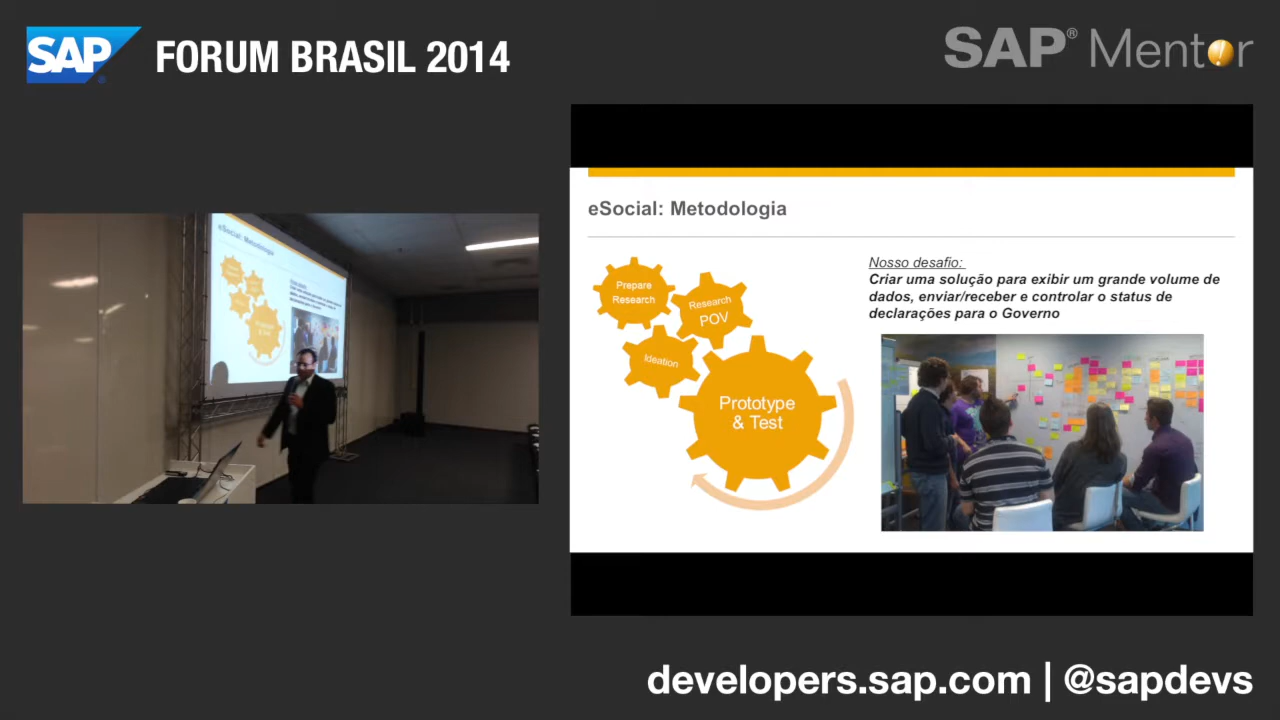 SAP FORUM BRASIL 2014
SAP® Mentor
eSocial: Metodologia
eSocial: Metodologia
Prepare
Research
Research
POV
Ideation
Prototype
& Test
Nosso desafio:
Criar uma solução para exibir um grande volume de
dados, enviar/receber e controlar o status de
declarações para o Governo
developers.sap.com | @sapdevs